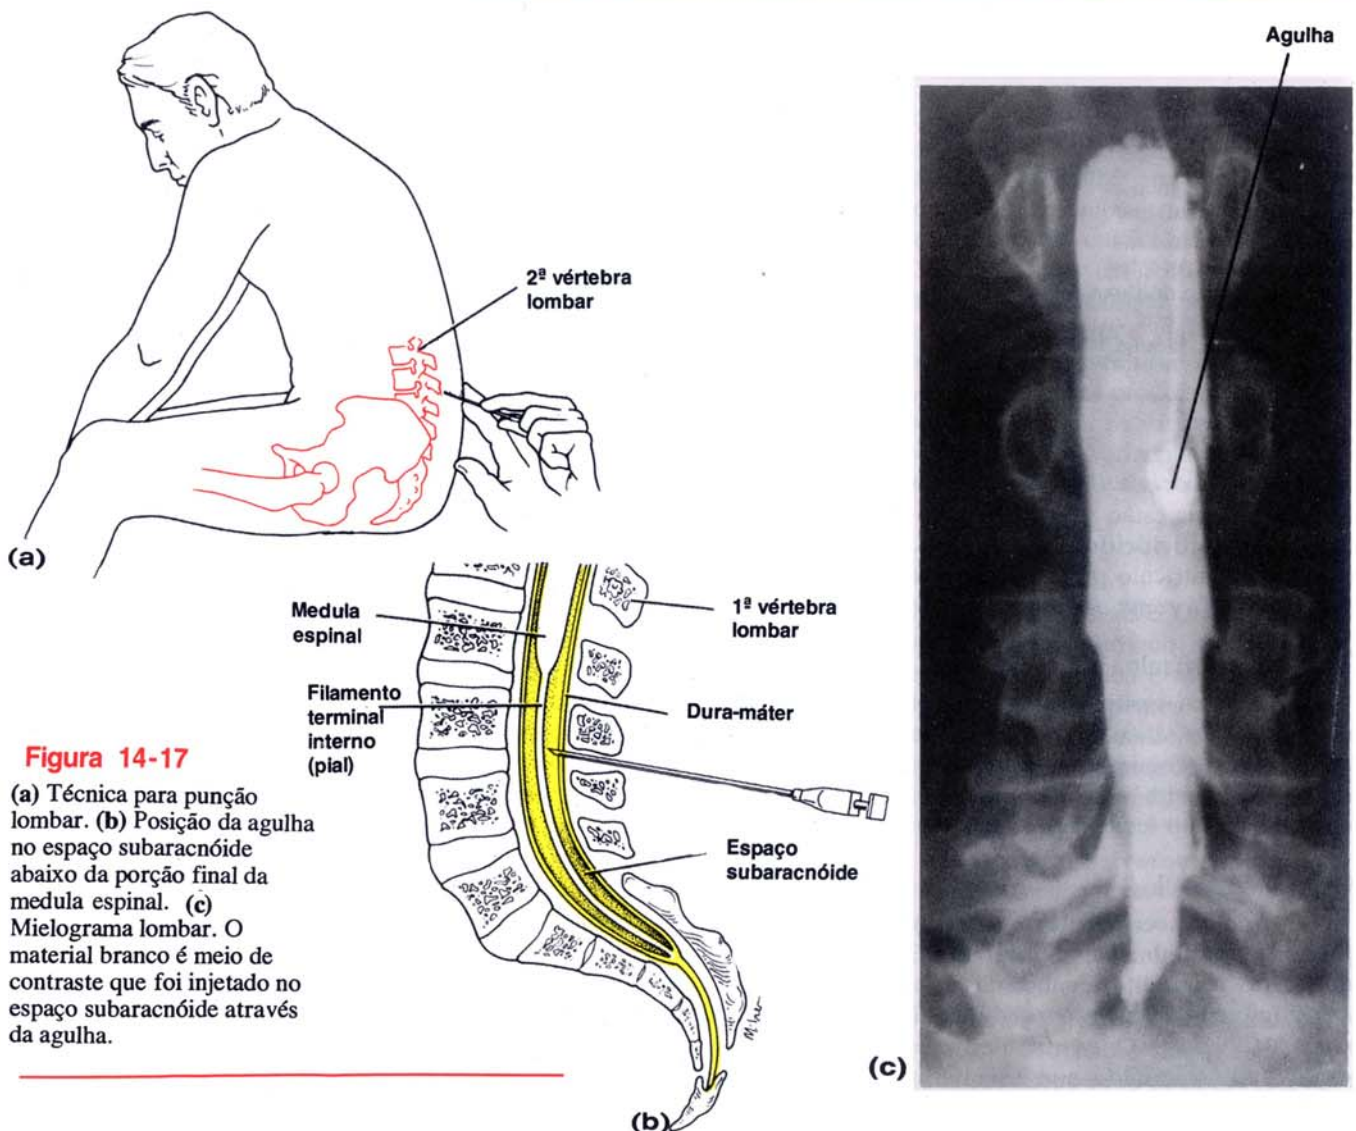 Agulha
2ª vértebra
lombar
(a)
Medula
espinal
1ª vértebra
lombar
Filamento
terminal
interno
(pial)
Dura-máter
Espaço
subaracnóide
(b)
(c)
Figura 14-17
(a) Técnica para punção
lombar. (b) Posição da agulha
no espaço subaracnóide
abaixo da porção final da
medula espinal. (c)
Mielograma lombar. O
material branco é meio de
contraste que foi injetado no
espaço subaracnóide através
da agulha.